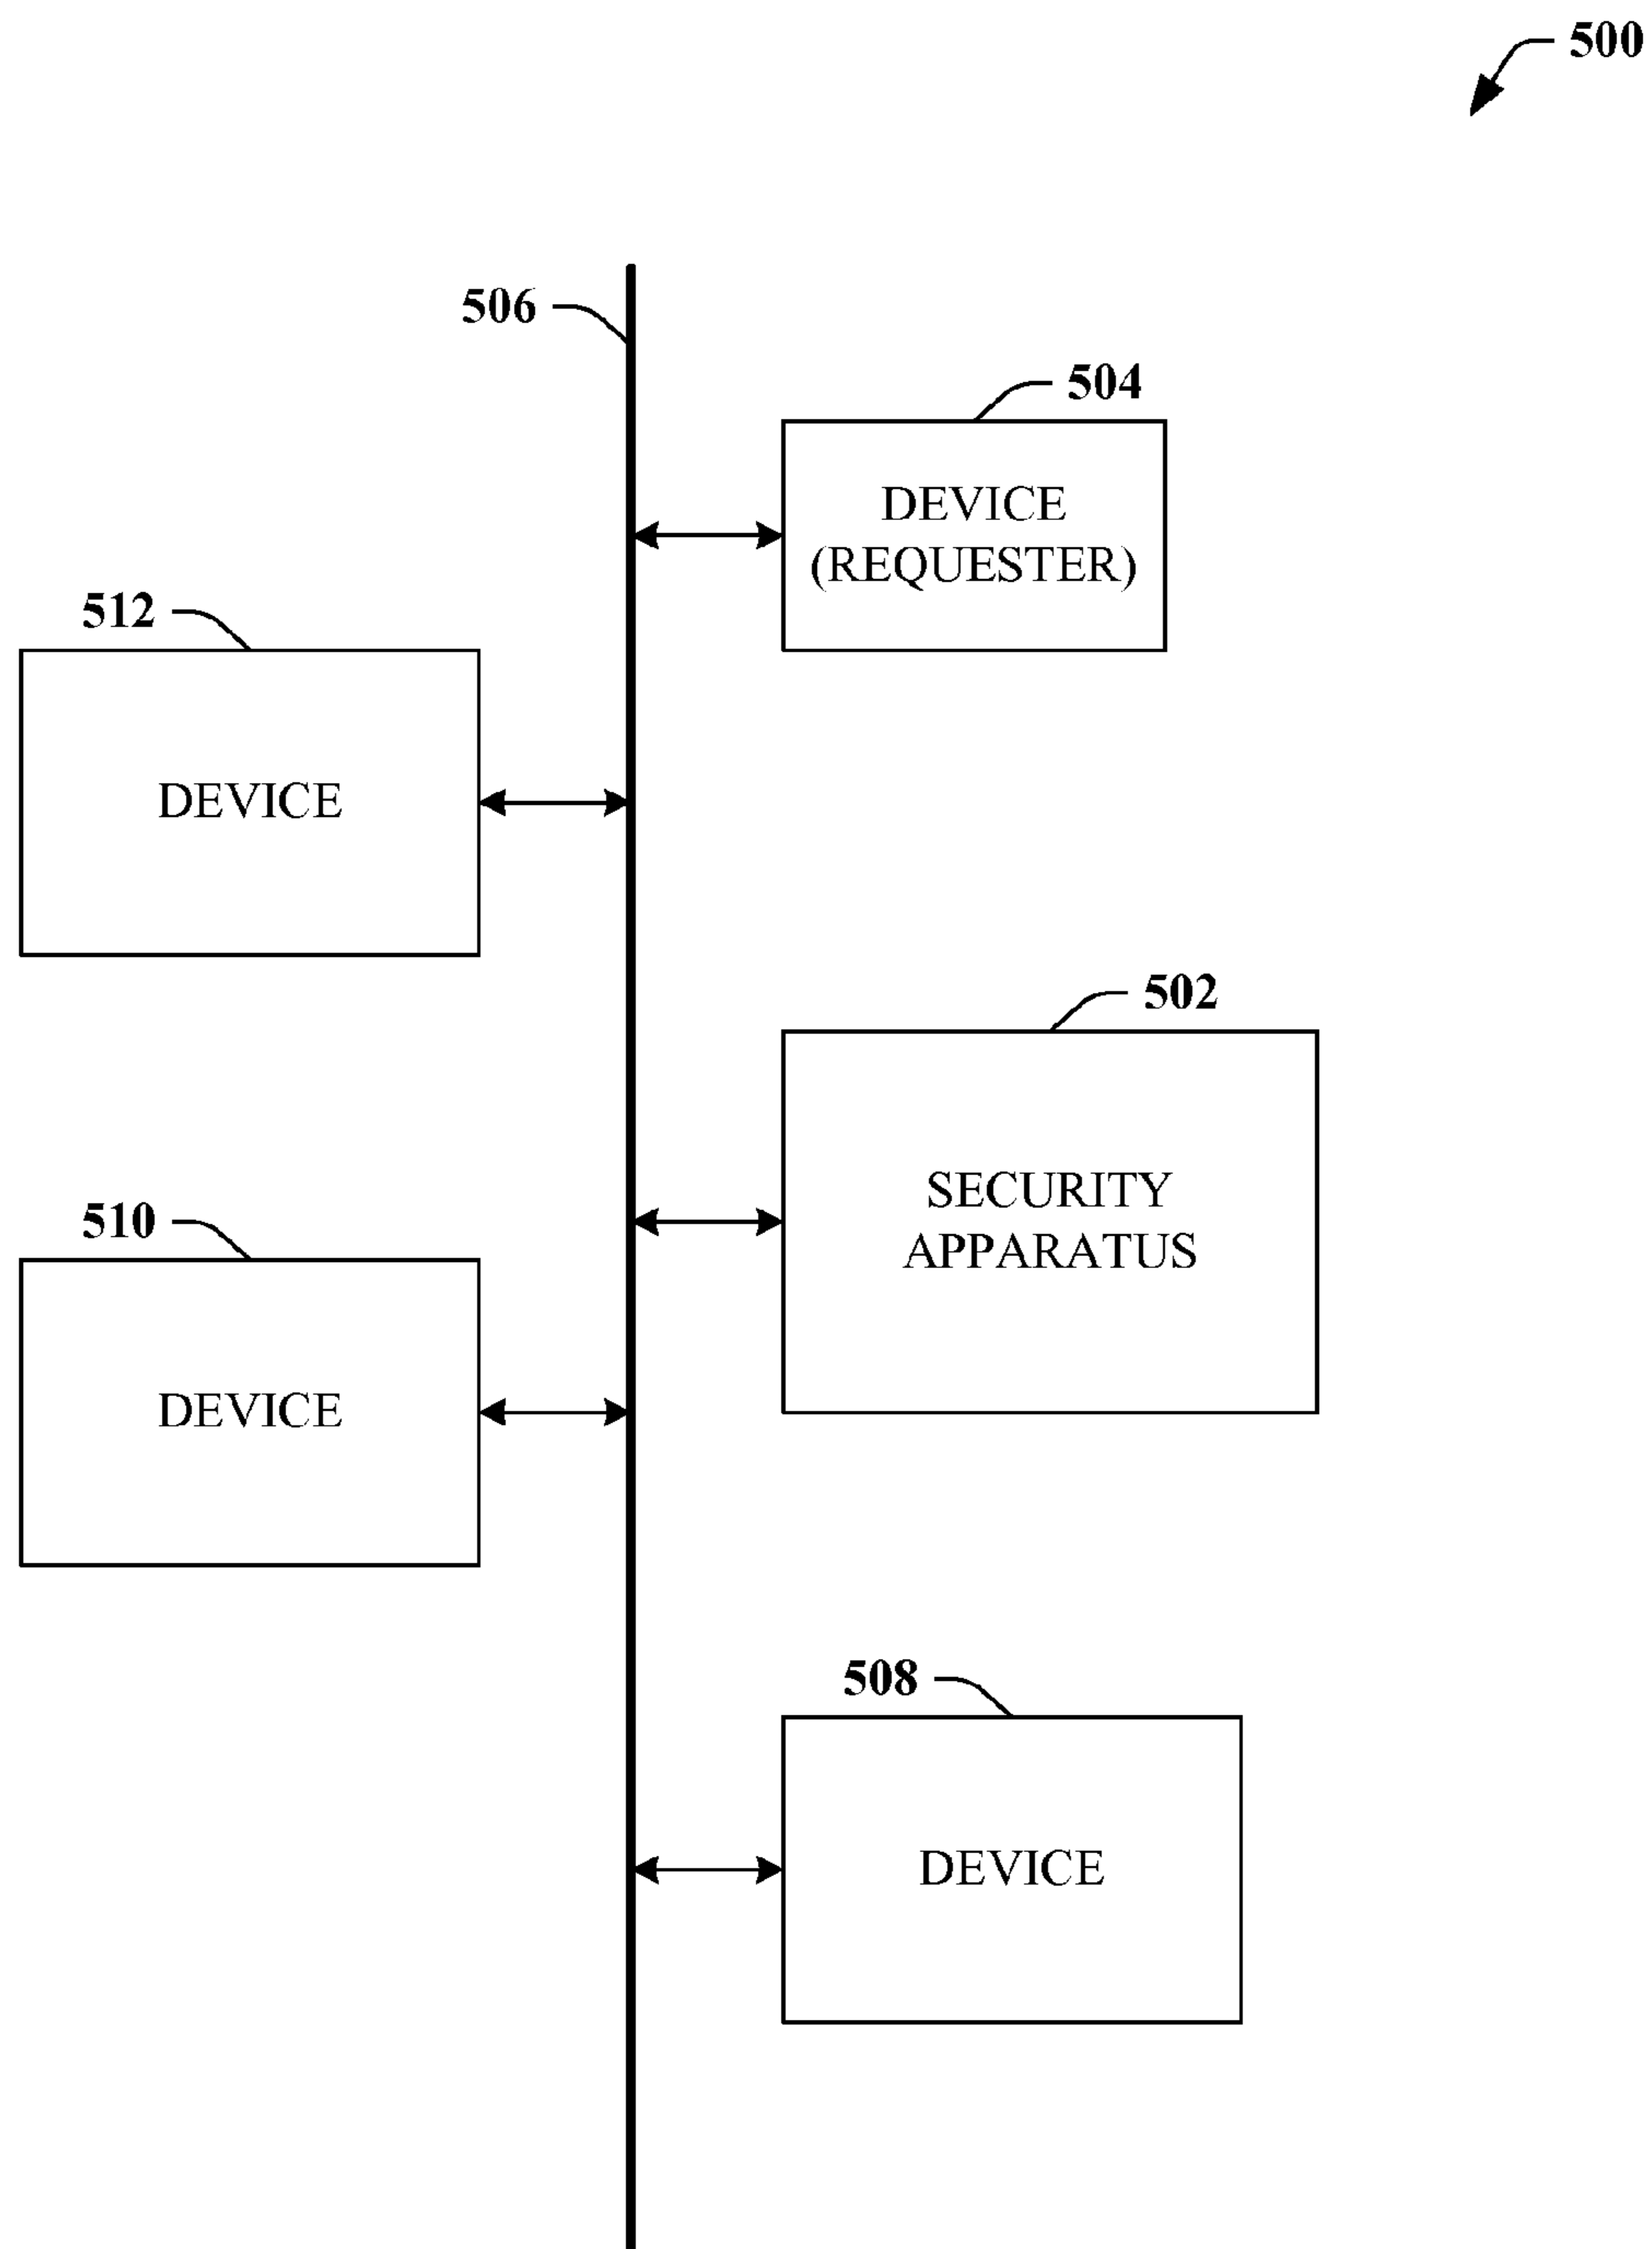 500
506
504
DEVICE
(REQUESTER)
512
DEVICE
502
SECURITY
APPARATUS
510
DEVICE
508
DEVICE